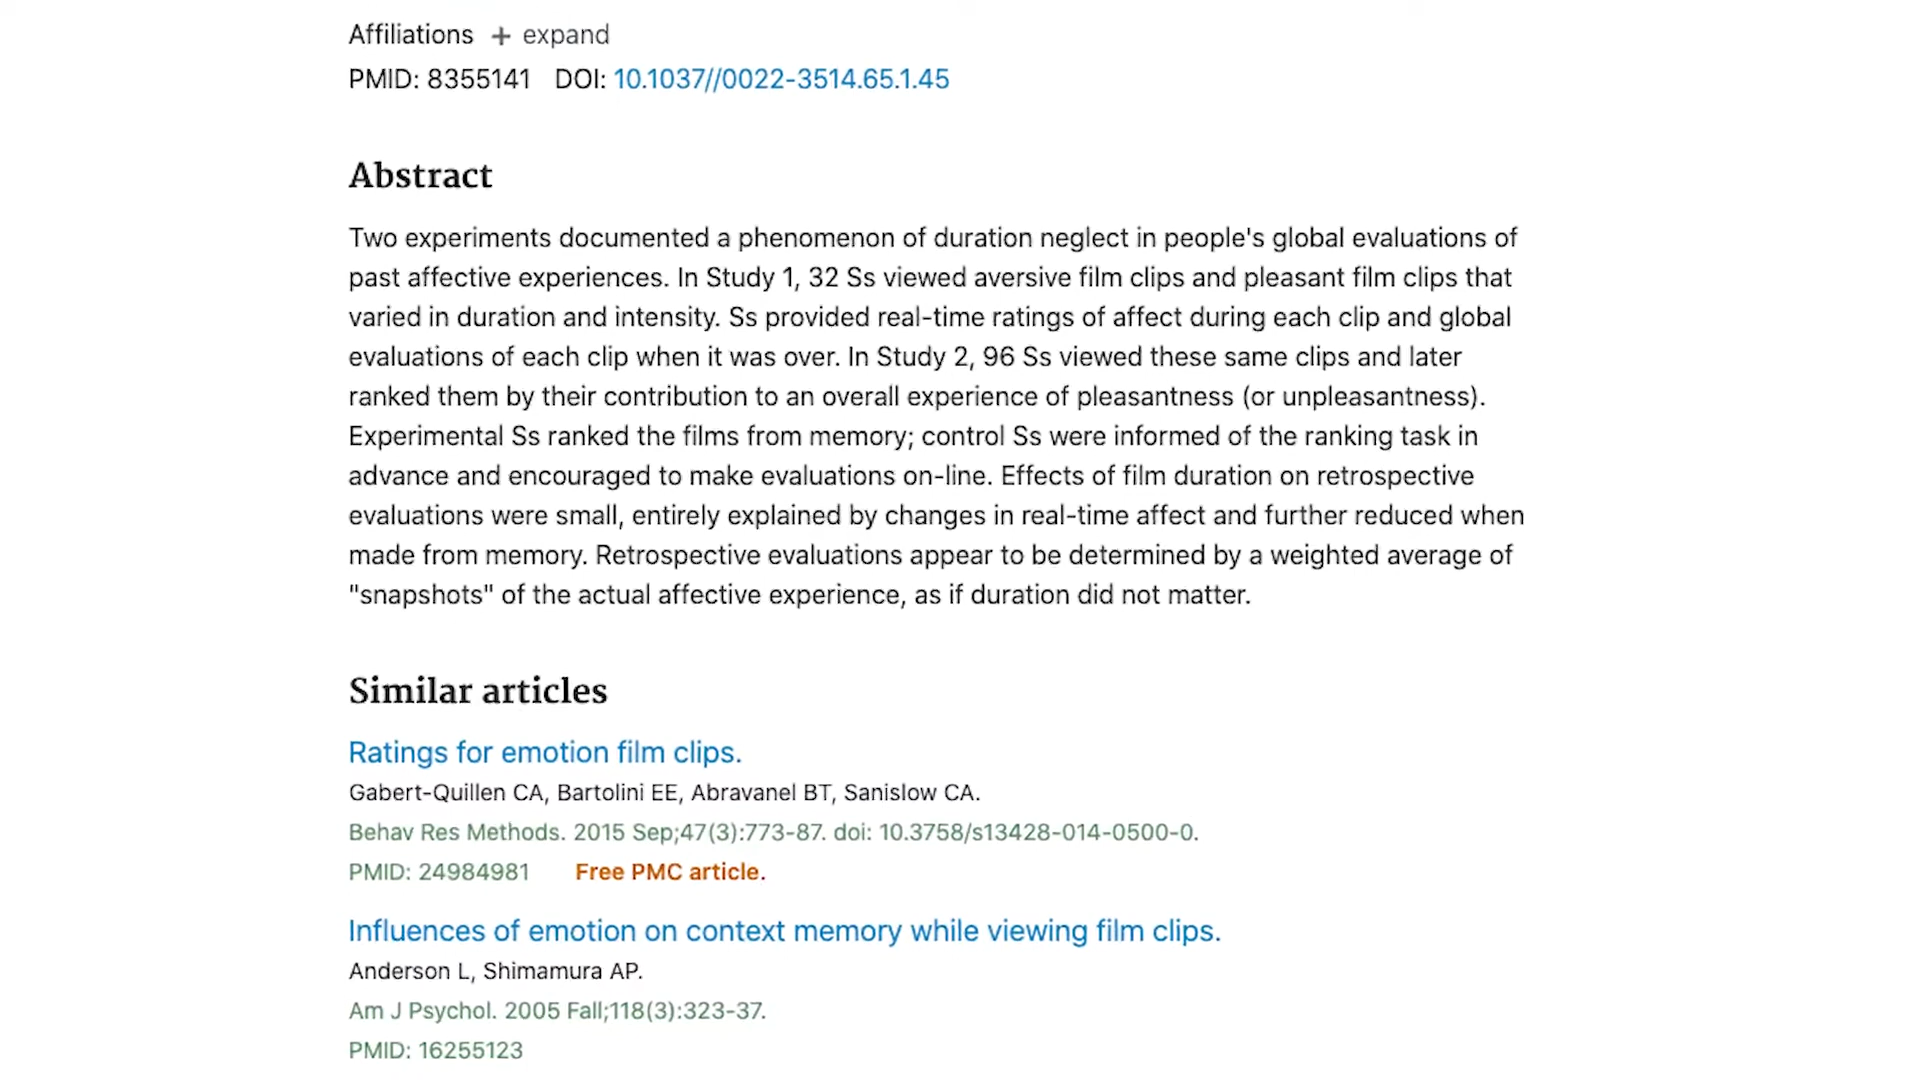 Affiliations + expand
PMID: 8355141 DOI: 10.1037//0022-3514.65.1.45
Abstract
Two experiments documented a phenomenon of duration neglect in people's global evaluations of
past affective experiences. In Study 1, 32 Ss viewed aversive film clips and pleasant film clips that
varied in duration and intensity. Ss provided real-time ratings of affect during each clip and global
evaluations of each clip when it was over. In Study 2, 96 Ss viewed these same clips and later
ranked them by their contribution to an overall experience of pleasantness (or unpleasantness).
Experimental Ss ranked the films from memory; control Ss were informed of the ranking task in
advance and encouraged to make evaluations on-line. Effects of film duration on retrospective
evaluations were small, entirely explained by changes in real-time affect and further reduced when
made from memory. Retrospective evaluations appear to be determined by a weighted average of
"snapshots" of the actual affective experience, as if duration did not matter.
Similar articles
Ratings for emotion film clips.
Gabert-Quillen CA, Bartolini EE, Abravanel BT, Sanislow CA.
Behav Res Methods. 2015 Sep;47(3):773-87. doi: 10.3758/s13428-014-0500-0.
PMID: 24984981 Free PMC article.
Influences of emotion on context memory while viewing film clips.
Anderson L, Shimamura AP.
Am J Psychol. 2005 Fall;118(3):323-37.
PMID: 16255123